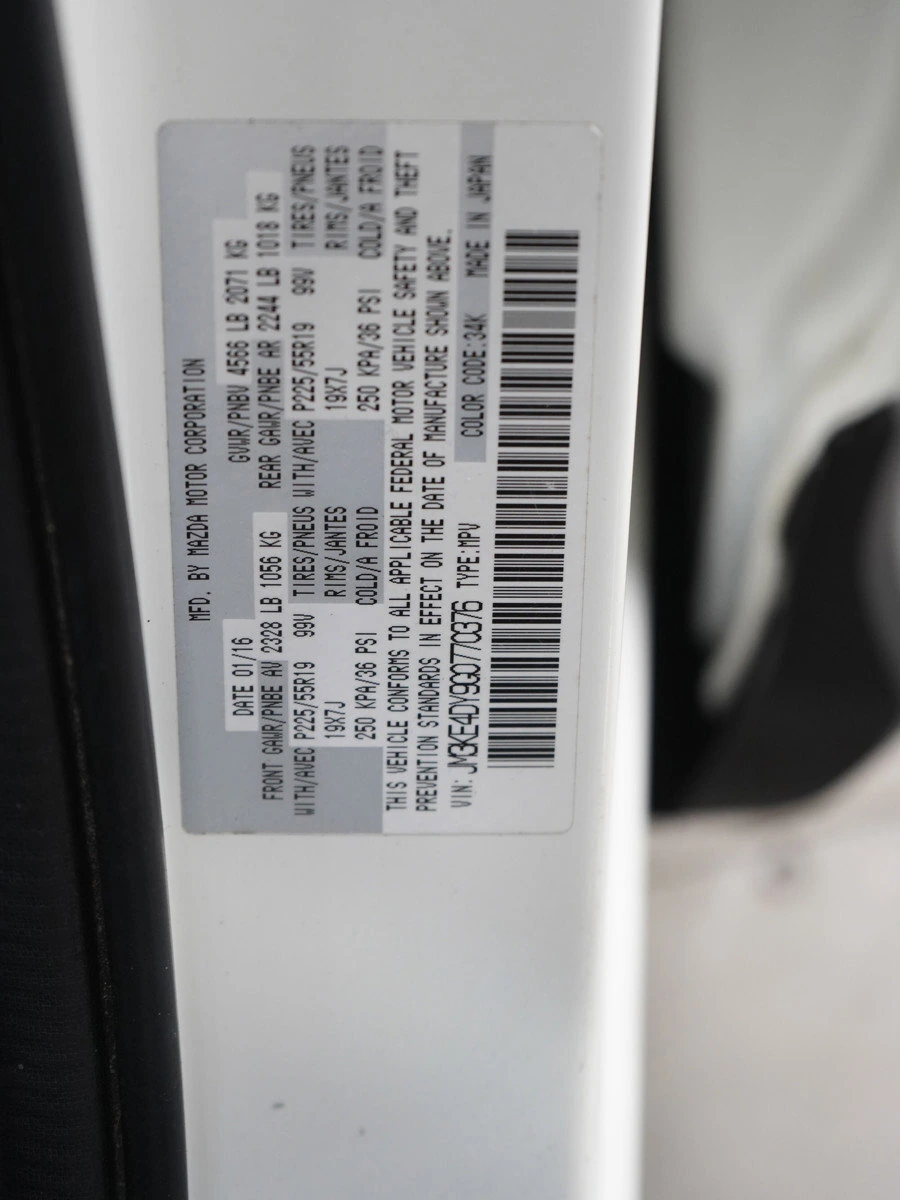 MFD. BY MAZDA MOTOR CORPORATION
DATE 01/16 GVWR/PNBV 4566 LB 2071 KG
FRONT GAWR/PNBE AV 2328 LB 1056 KG REAR GAWR/PNBE AR 2244 LB 1018 KG
WITH/AVEC P225/55R19 99V TIRES/PNEUS WITH/AVEC P225/55R19 99V TIRES/PNEUS
19X7J RIMS/JANTES 19X7J RIMS/JANTES
250 KPA/36 PSI COLD/A FROID 250 KPA/36 PSI COLD/A FROID
THIS VEHICLE CONFORMS TO ALL APPLICABLE FEDERAL MOTOR VEHICLE SAFETY AND THEFT
PREVENTION STANDARDS IN EFFECT ON THE DATE OF MANUFACTURE SHOWN ABOVE.
VIN: JM3KE4DY9G0770376 TYPE:MPV COLOR CODE:34K MADE IN JAPAN